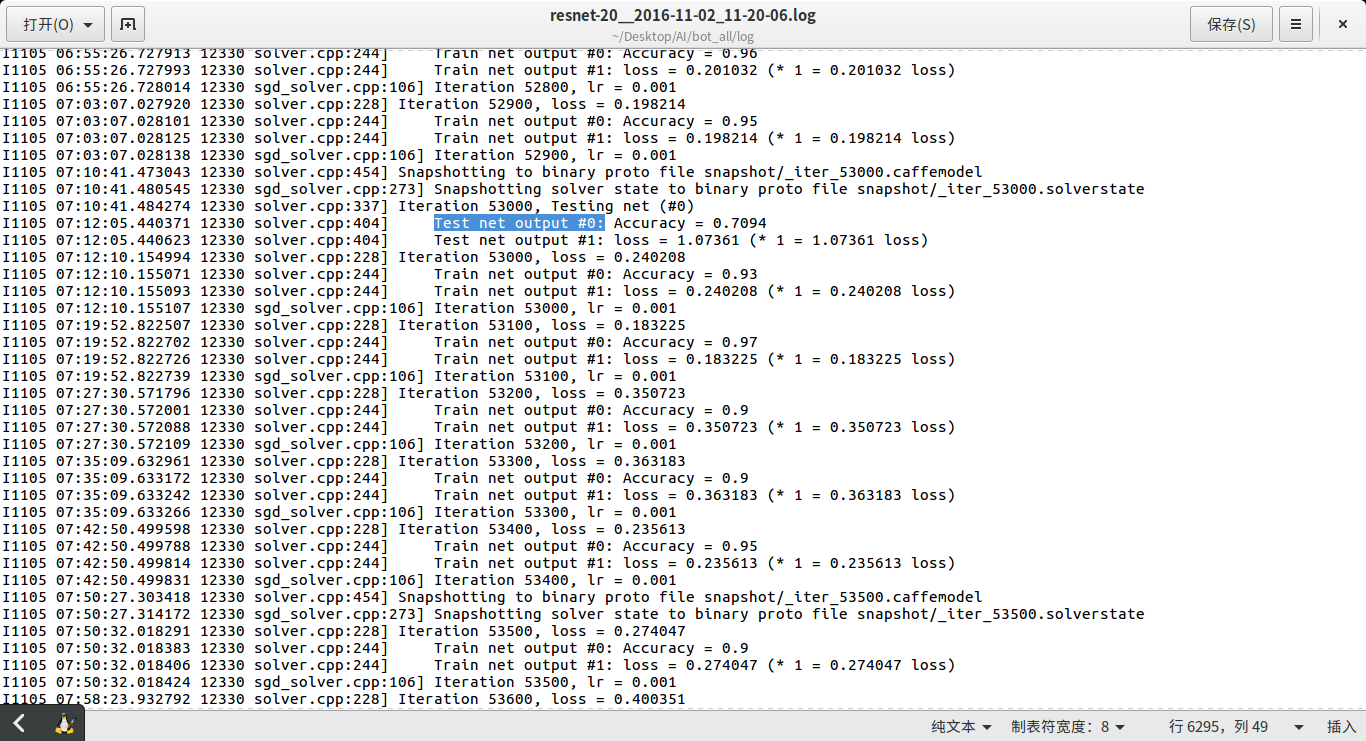 打开(O)
resnet-20__2016-11-02_11-20-06.log
~/Desktop/AI/bot_all/log
保存(S)
I1105 06:55:26.727913 12330 solver.cpp:244]     Train net output #0: Accuracy = 0.96
I1105 06:55:26.727993 12330 solver.cpp:244]     Train net output #1: loss = 0.201032 (* 1 = 0.201032 loss)
I1105 06:55:26.728014 12330 sgd_solver.cpp:106] Iteration 52800, lr = 0.001
I1105 07:03:07.027920 12330 solver.cpp:228] Iteration 52900, loss = 0.198214
I1105 07:03:07.028101 12330 solver.cpp:244]     Train net output #0: Accuracy = 0.95
I1105 07:03:07.028125 12330 solver.cpp:244]     Train net output #1: loss = 0.198214 (* 1 = 0.198214 loss)
I1105 07:03:07.028138 12330 sgd_solver.cpp:106] Iteration 52900, lr = 0.001
I1105 07:10:41.473043 12330 solver.cpp:454] Snapshotting to binary proto file snapshot/_iter_53000.caffemodel
I1105 07:10:41.480545 12330 sgd_solver.cpp:273] Snapshotting solver state to binary proto file snapshot/_iter_53000.solverstate
I1105 07:10:41.484274 12330 solver.cpp:337] Iteration 53000, Testing net (#0)
I1105 07:12:05.440371 12330 solver.cpp:404]     Test net output #0: Accuracy = 0.7094
I1105 07:12:05.440623 12330 solver.cpp:404]     Test net output #1: loss = 1.07361 (* 1 = 1.07361 loss)
I1105 07:12:10.154994 12330 solver.cpp:228] Iteration 53000, loss = 0.240208
I1105 07:12:10.155071 12330 solver.cpp:244]     Train net output #0: Accuracy = 0.93
I1105 07:12:10.155093 12330 solver.cpp:244]     Train net output #1: loss = 0.240208 (* 1 = 0.240208 loss)
I1105 07:12:10.155107 12330 sgd_solver.cpp:106] Iteration 53000, lr = 0.001
I1105 07:19:52.822507 12330 solver.cpp:228] Iteration 53100, loss = 0.183225
I1105 07:19:52.822702 12330 solver.cpp:244]     Train net output #0: Accuracy = 0.97
I1105 07:19:52.822726 12330 solver.cpp:244]     Train net output #1: loss = 0.183225 (* 1 = 0.183225 loss)
I1105 07:19:52.822739 12330 sgd_solver.cpp:106] Iteration 53100, lr = 0.001
I1105 07:27:30.571796 12330 solver.cpp:228] Iteration 53200, loss = 0.350723
I1105 07:27:30.572001 12330 solver.cpp:244]     Train net output #0: Accuracy = 0.9
I1105 07:27:30.572088 12330 solver.cpp:244]     Train net output #1: loss = 0.350723 (* 1 = 0.350723 loss)
I1105 07:27:30.572109 12330 sgd_solver.cpp:106] Iteration 53200, lr = 0.001
I1105 07:35:09.632961 12330 solver.cpp:228] Iteration 53300, loss = 0.363183
I1105 07:35:09.633172 12330 solver.cpp:244]     Train net output #0: Accuracy = 0.9
I1105 07:35:09.633242 12330 solver.cpp:244]     Train net output #1: loss = 0.363183 (* 1 = 0.363183 loss)
I1105 07:35:09.633266 12330 sgd_solver.cpp:106] Iteration 53300, lr = 0.001
I1105 07:42:50.499598 12330 solver.cpp:228] Iteration 53400, loss = 0.235613
I1105 07:42:50.499788 12330 solver.cpp:244]     Train net output #0: Accuracy = 0.95
I1105 07:42:50.499814 12330 solver.cpp:244]     Train net output #1: loss = 0.235613 (* 1 = 0.235613 loss)
I1105 07:42:50.499831 12330 sgd_solver.cpp:106] Iteration 53400, lr = 0.001
I1105 07:50:27.303418 12330 solver.cpp:454] Snapshotting to binary proto file snapshot/_iter_53500.caffemodel
I1105 07:50:27.314172 12330 sgd_solver.cpp:273] Snapshotting solver state to binary proto file snapshot/_iter_53500.solverstate
I1105 07:50:32.018291 12330 solver.cpp:228] Iteration 53500, loss = 0.274047
I1105 07:50:32.018383 12330 solver.cpp:244]     Train net output #0: Accuracy = 0.9
I1105 07:50:32.018406 12330 solver.cpp:244]     Train net output #1: loss = 0.274047 (* 1 = 0.274047 loss)
I1105 07:50:32.018424 12330 sgd_solver.cpp:106] Iteration 53500, lr = 0.001
I1105 07:58:23.932792 12330 solver.cpp:228] Iteration 53600, loss = 0.400351
纯文本 制表符宽度：8 行 6295，列 49 插入